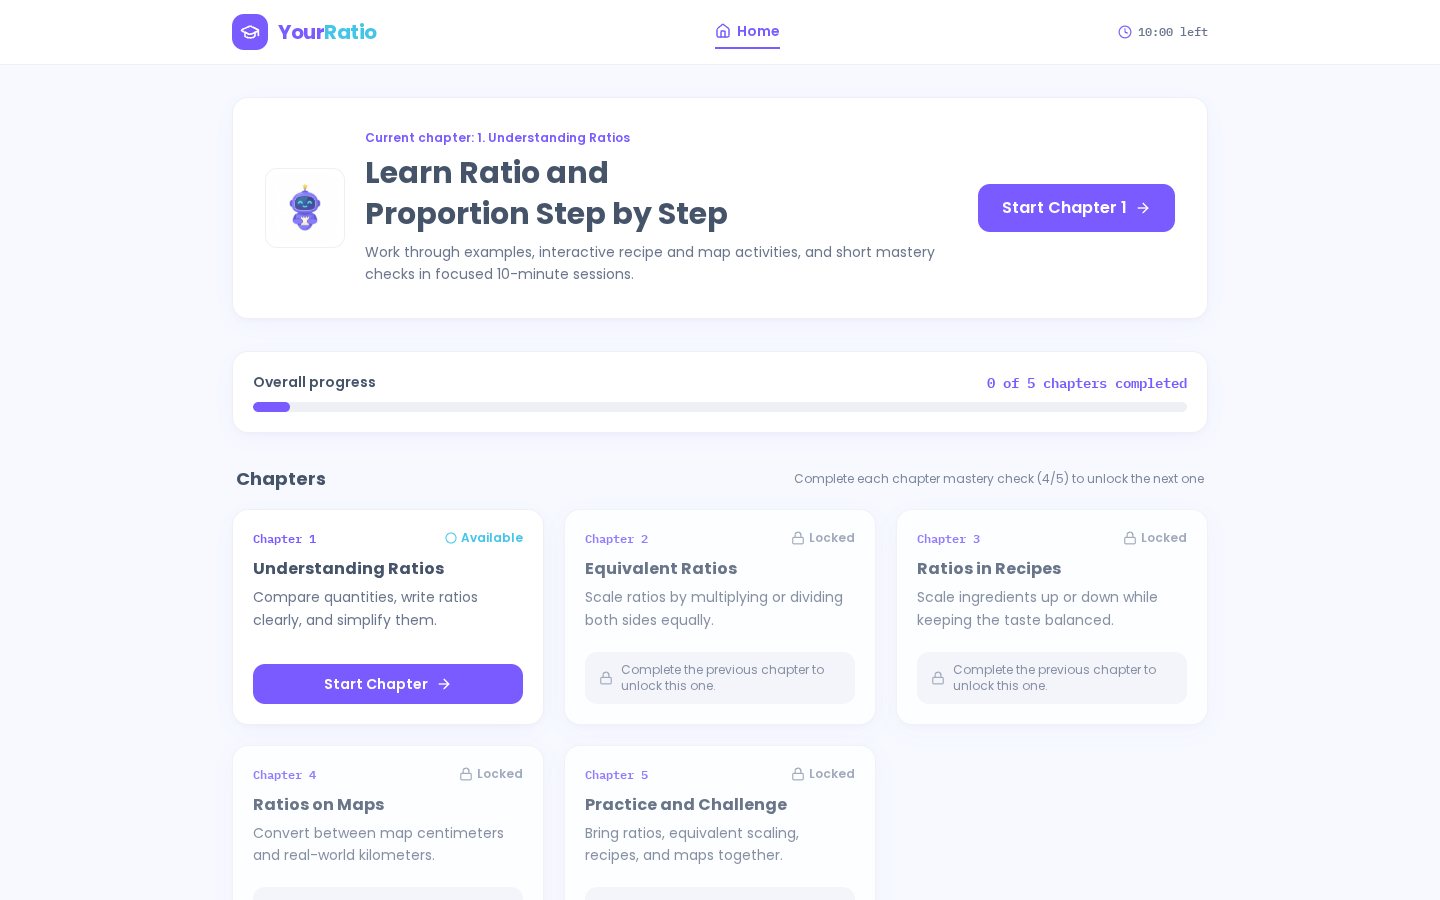 YourRatio
Home
10:00 left
Current chapter: 1. Understanding Ratios
Learn Ratio and
Proportion Step by Step
Work through examples, interactive recipe and map activities, and short mastery
checks in focused 10-minute sessions.
Start Chapter 1
Overall progress
0 of 5 chapters completed
Chapters
Complete each chapter mastery check (4/5) to unlock the next one
Chapter 1
Available
Understanding Ratios
Compare quantities, write ratios
clearly, and simplify them.
Start Chapter
Chapter 2
Locked
Equivalent Ratios
Scale ratios by multiplying or dividing
both sides equally.
Complete the previous chapter to
unlock this one.
Chapter 3
Locked
Ratios in Recipes
Scale ingredients up or down while
keeping the taste balanced.
Complete the previous chapter to
unlock this one.
Chapter 4
Locked
Ratios on Maps
Convert between map centimeters
and real-world kilometers.
Chapter 5
Locked
Practice and Challenge
Bring ratios, equivalent scaling,
recipes, and maps together.